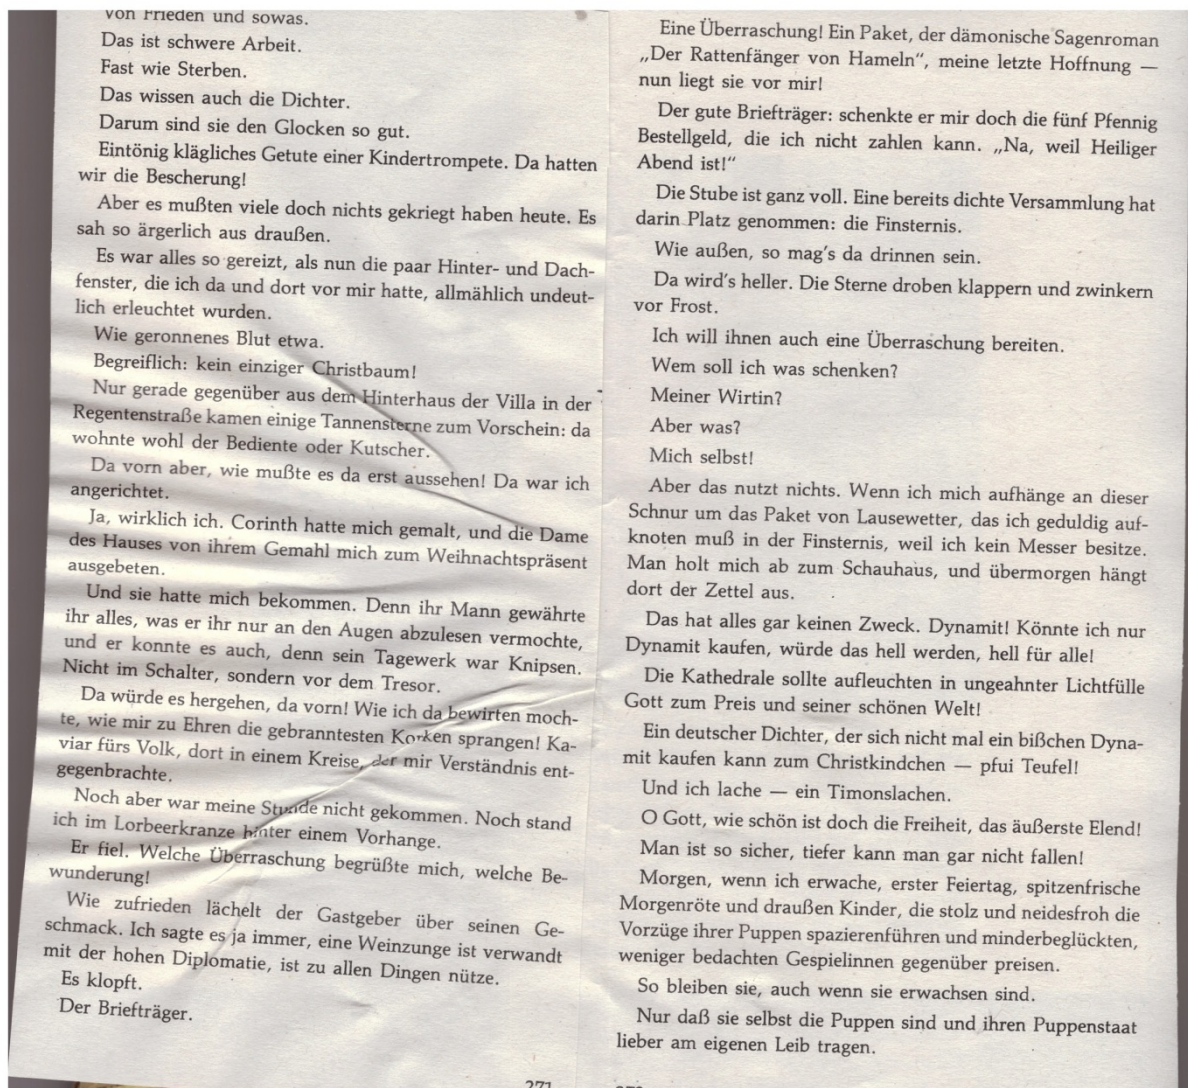 von Frieden und sowas.
Das ist schwere Arbeit.
Fast wie Sterben.
Das wissen auch die Dichter.
Darum sind sie den Glocken so gut.
Eintönig klägliches Getute einer Kindertrompete. Da hatten
wir die Bescherung!
Aber es mußten viele doch nichts gekriegt haben heute. Es
sah so ärgerlich aus draußen.
Es war alles so gereizt, als nun die paar Hinter- und Dach-
fenster, die ich da und dort vor mir hatte, allmählich undeut-
lich erleuchtet wurden.
Wie geronnenes Blut etwa.
Begreiflich: kein einziger Christbaum!
Nur gerade gegenüber aus dem Hinterhaus der Villa in der
Regentenstraße kamen einige Tannensterne zum Vorschein: da
wohnte wohl der Bediente oder Kutscher.
Da vorn aber, wie mußte es da erst aussehen! Da war ich
angerichtet.
Ja, wirklich ich. Corinth hatte mich gemalt, und die Dame
des Hauses von ihrem Gemahl mich zum Weihnachtspräsent
ausgebeten.
Und sie hatte mich bekommen. Denn ihr Mann gewährte
ihr alles, was er ihr nur an den Augen abzulesen vermochte,
und er konnte es auch, denn sein Tagewerk war Knipsen.
Nicht im Schalter, sondern vor dem Tresor.
Da würde es hergehen, da vorn! Wie ich da bewirten moch-
te, wie mir zu Ehren die gebranntesten Korken sprangen! Ka-
viar fürs Volk, dort in einem Kreise, der mir Verständnis ent-
gegenbrachte.
Noch aber war meine Stunde nicht gekommen. Noch stand
ich im Lorbeerkranze hinter einem Vorhange.
Er fiel. Welche Überraschung begrüßte mich, welche Be-
wunderung!
Wie zufrieden lächelt der Gastgeber über seinen Ge-
schmack. Ich sagte es ja immer, eine Weinzunge ist verwandt
mit der hohen Diplomatie, ist zu allen Dingen nütze.
Es klopft.
Der Briefträger.
271
Eine Überraschung! Ein Paket, der dämonische Sagenroman
„Der Rattenfänger von Hameln“, meine letzte Hoffnung —
nun liegt sie vor mir!
Der gute Briefträger: schenkte er mir doch die fünf Pfennig
Bestellgeld, die ich nicht zahlen kann. „Na, weil Heiliger
Abend ist!“
Die Stube ist ganz voll. Eine bereits dichte Versammlung hat
darin Platz genommen: die Finsternis.
Wie außen, so mag's da drinnen sein.
Da wird's heller. Die Sterne droben klappern und zwinkern
vor Frost.
Ich will ihnen auch eine Überraschung bereiten.
Wem soll ich was schenken?
Meiner Wirtin?
Aber was?
Mich selbst!
Aber das nutzt nichts. Wenn ich mich aufhänge an dieser
Schnur um das Paket von Lausewetter, das ich geduldig auf-
knoten muß in der Finsternis, weil ich kein Messer besitze.
Man holt mich ab zum Schauhaus, und übermorgen hängt
dort der Zettel aus.
Das hat alles gar keinen Zweck. Dynamit! Könnte ich nur
Dynamit kaufen, würde das hell werden, hell für alle!
Die Kathedrale sollte aufleuchten in ungeahnter Lichtfülle
Gott zum Preis und seiner schönen Welt!
Ein deutscher Dichter, der sich nicht mal ein bißchen Dyna-
mit kaufen kann zum Christkindchen — pfui Teufel!
Und ich lache — ein Timonslachen.
O Gott, wie schön ist doch die Freiheit, das äußerste Elend!
Man ist so sicher, tiefer kann man gar nicht fallen!
Morgen, wenn ich erwache, erster Feiertag, spitzenfrische
Morgenröte und draußen Kinder, die stolz und neidesfroh die
Vorzüge ihrer Puppen spazierenführen und minderbeglückten,
weniger bedachten Gespielinnen gegenüber preisen.
So bleiben sie, auch wenn sie erwachsen sind.
Nur daß sie selbst die Puppen sind und ihren Puppenstaat
lieber am eigenen Leib tragen.